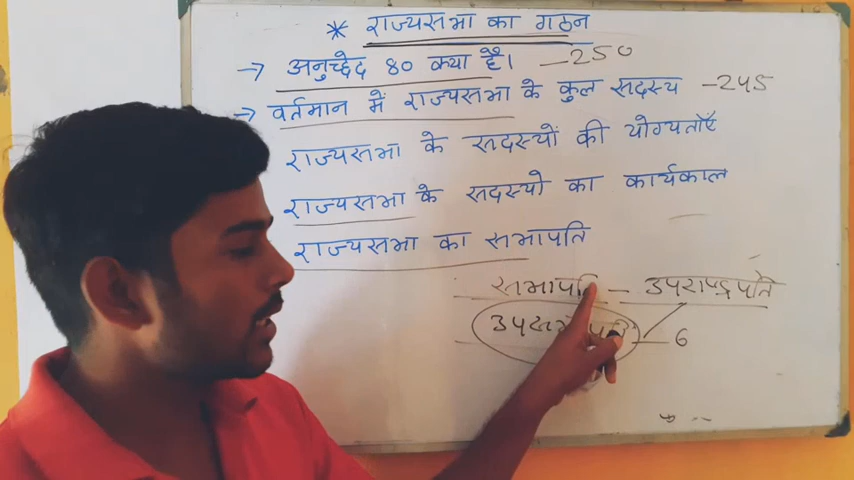 * राज्यसभा का गठन
→ अनुच्छेद 80 क्या है। — 250
→ वर्तमान में राज्यसभा के कुल सदस्य - 245
राज्यसभा के सदस्यों की योग्यताएँ
राज्यसभा के सदस्यो का कार्यकाल
राज्यसभा का सभापति
सभापति — उपराष्ट्रपति
— 6